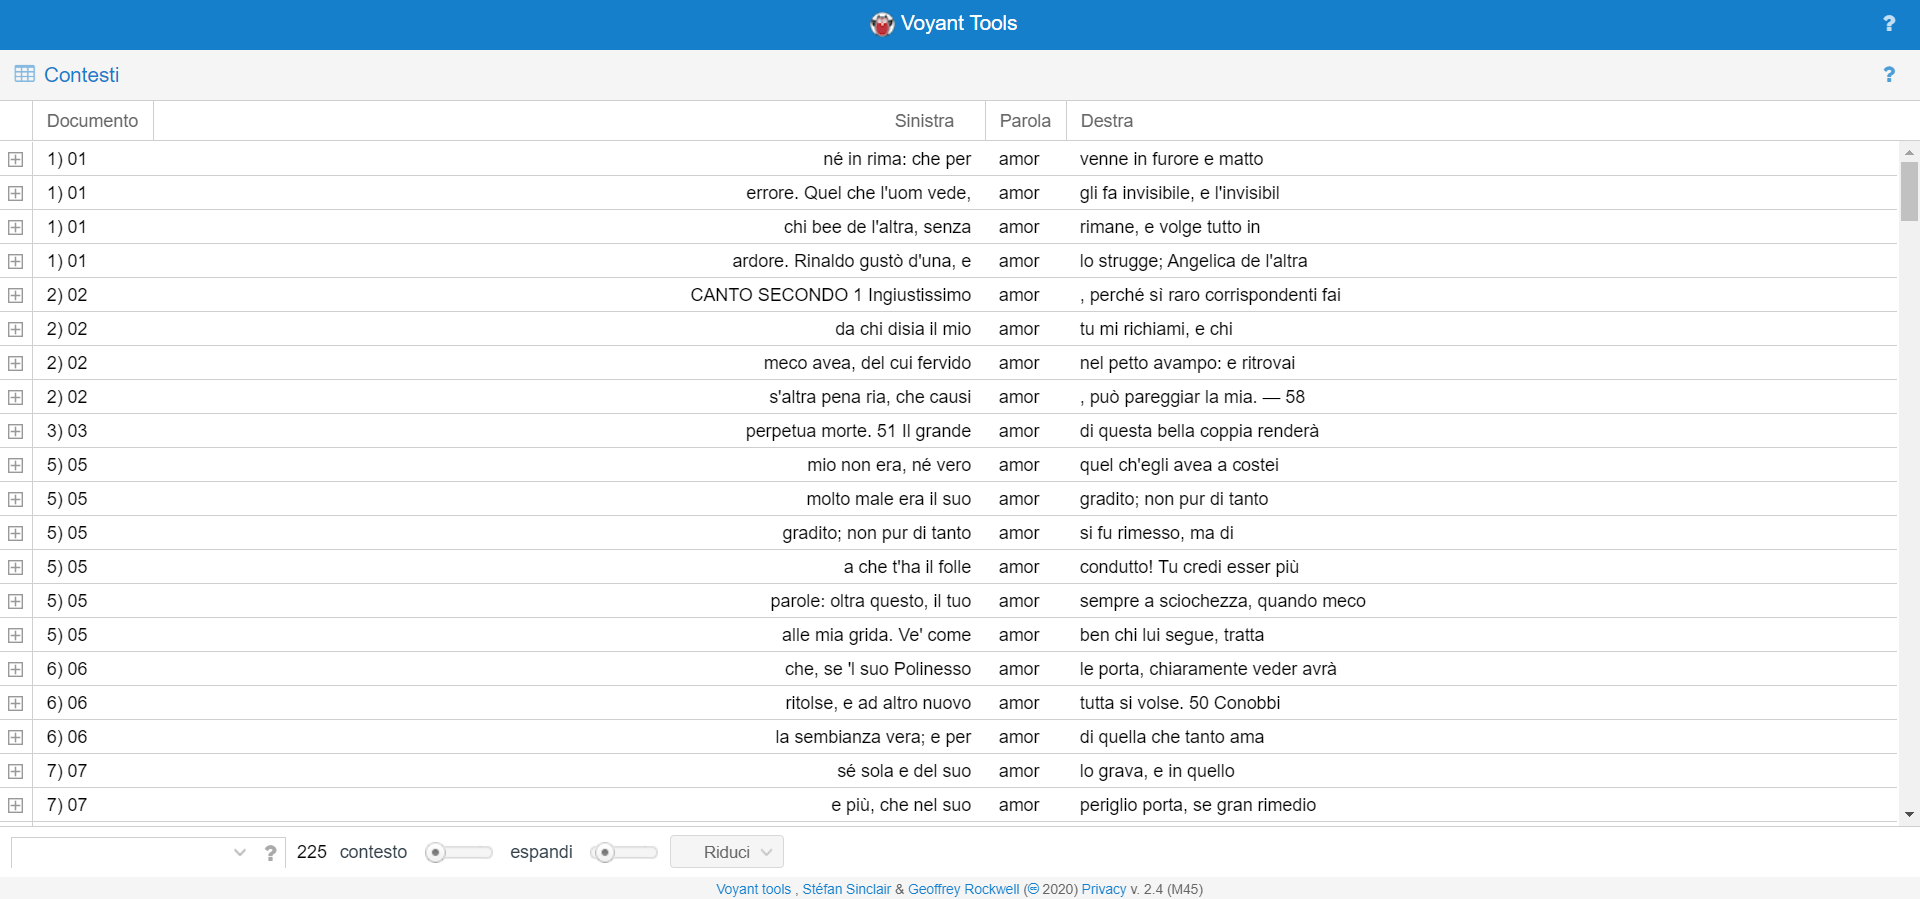 Voyant Tools ?
Contesti ?
Documento Sinistra Parola Destra
1) 01 né in rima: che per amor venne in furore e matto
1) 01 errore. Quel che l'uom vede, amor gli fa invisibile, e l'invisibil
1) 01 chi bee de l'altra, senza amor rimane, e volge tutto in
1) 01 ardore. Rinaldo gustò d'una, e amor lo strugge; Angelica de l'altra
2) 02 CANTO SECONDO 1 Ingiustissimo amor , perché sì raro corrispondenti fai
2) 02 da chi disia il mio amor tu mi richiami, e chi
2) 02 meco avea, del cui fervido amor nel petto avampo: e ritrovai
2) 02 s'altra pena ria, che causi amor , può pareggiar la mia. — 58
3) 03 perpetua morte. 51 Il grande amor di questa bella coppia renderà
5) 05 mio non era, né vero amor quel ch'egli avea a costei
5) 05 molto male era il suo amor gradito; non pur di tanto
5) 05 gradito; non pur di tanto amor si fu rimesso, ma di
5) 05 a che t'ha il folle amor condutto! Tu credi esser più
5) 05 parole: oltra questo, il tuo amor sempre a sciochezza, quando meco
5) 05 alle mia grida. Ve' come amor ben chi lui segue, tratta
6) 06 che, se 'l suo Polinesso amor le porta, chiaramente veder avrà
6) 06 ritolse, e ad altro nuovo amor tutta si volse. 50 Conobbi
6) 06 la sembianza vera; e per amor di quella che tanto ama
7) 07 sé sola e del suo amor lo grava, e in quello
7) 07 e più, che nel suo amor periglio porta, se gran rimedio
? 225 contesto espandi Riduci
Voyant tools , Stéfan Sinclair & Geoffrey Rockwell (🄯 2020) Privacy v. 2.4 (M45)